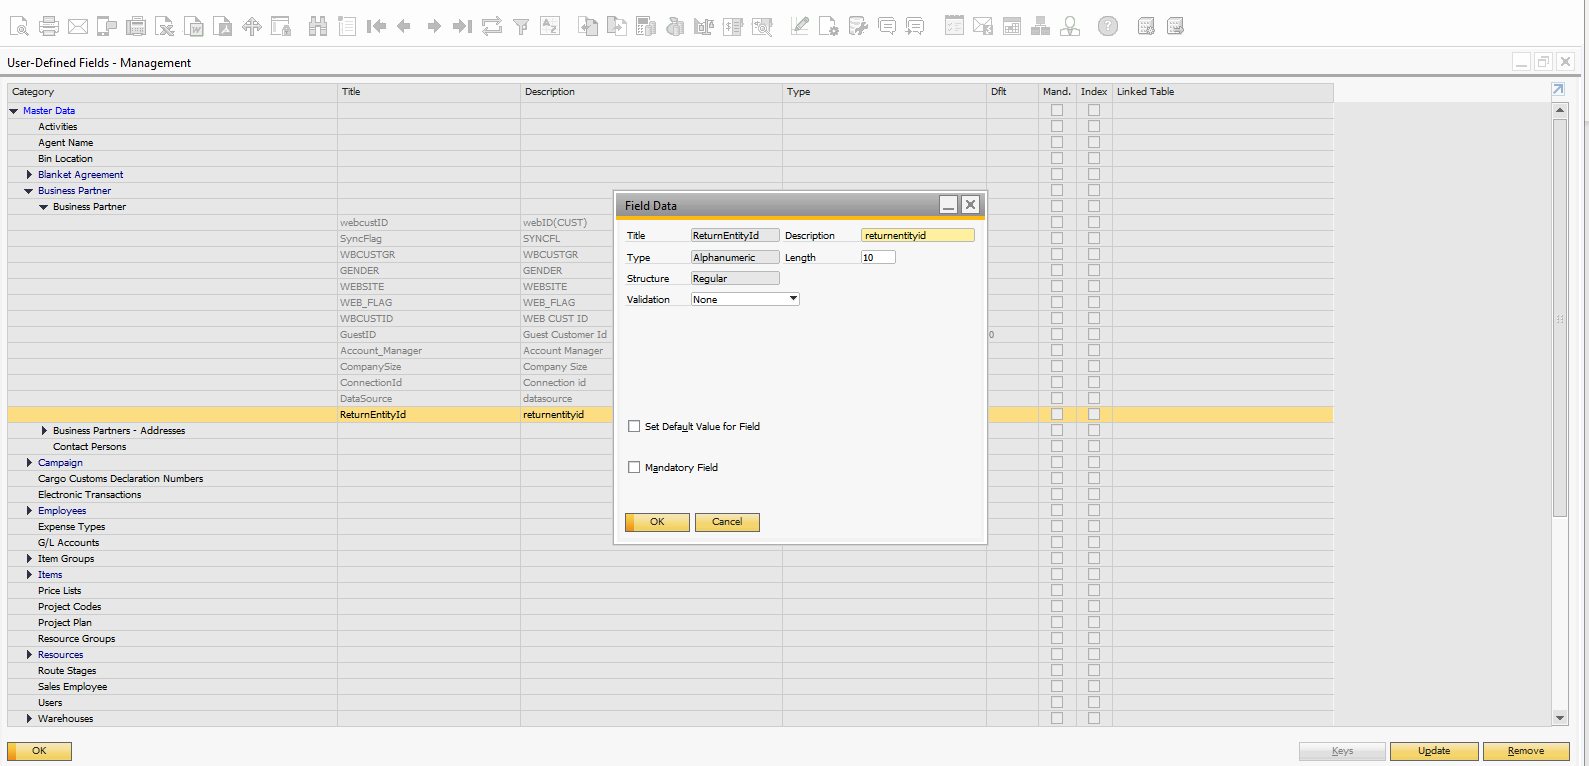 User-Defined Fields - Management
Category Title Description Type Dflt Mand. Index Linked Table
Master Data
Activities
Agent Name
Bin Location
Blanket Agreement
Business Partner
Business Partner
webcustID webID(CUST)
SyncFlag SYNCFL
WBCUSTGR WBCUSTGR
GENDER GENDER
WEBSITE WEBSITE
WEB_FLAG WEB_FLAG
WBCUSTID WEB CUST ID
GuestID Guest Customer Id 0
Account_Manager Account Manager
CompanySize Company Size
ConnectionId Connection id
DataSource datasource
ReturnEntityId returnentityid
Business Partners - Addresses
Contact Persons
Campaign
Cargo Customs Declaration Numbers
Electronic Transactions
Employees
Expense Types
G/L Accounts
Item Groups
Items
Price Lists
Project Codes
Project Plan
Resource Groups
Resources
Route Stages
Sales Employee
Users
Warehouses
Field Data
Title ReturnEntityId Description returnentityid
Type Alphanumeric Length 10
Structure Regular
Validation None
Set Default Value for Field
Mandatory Field
OK Cancel
OK Keys Update Remove